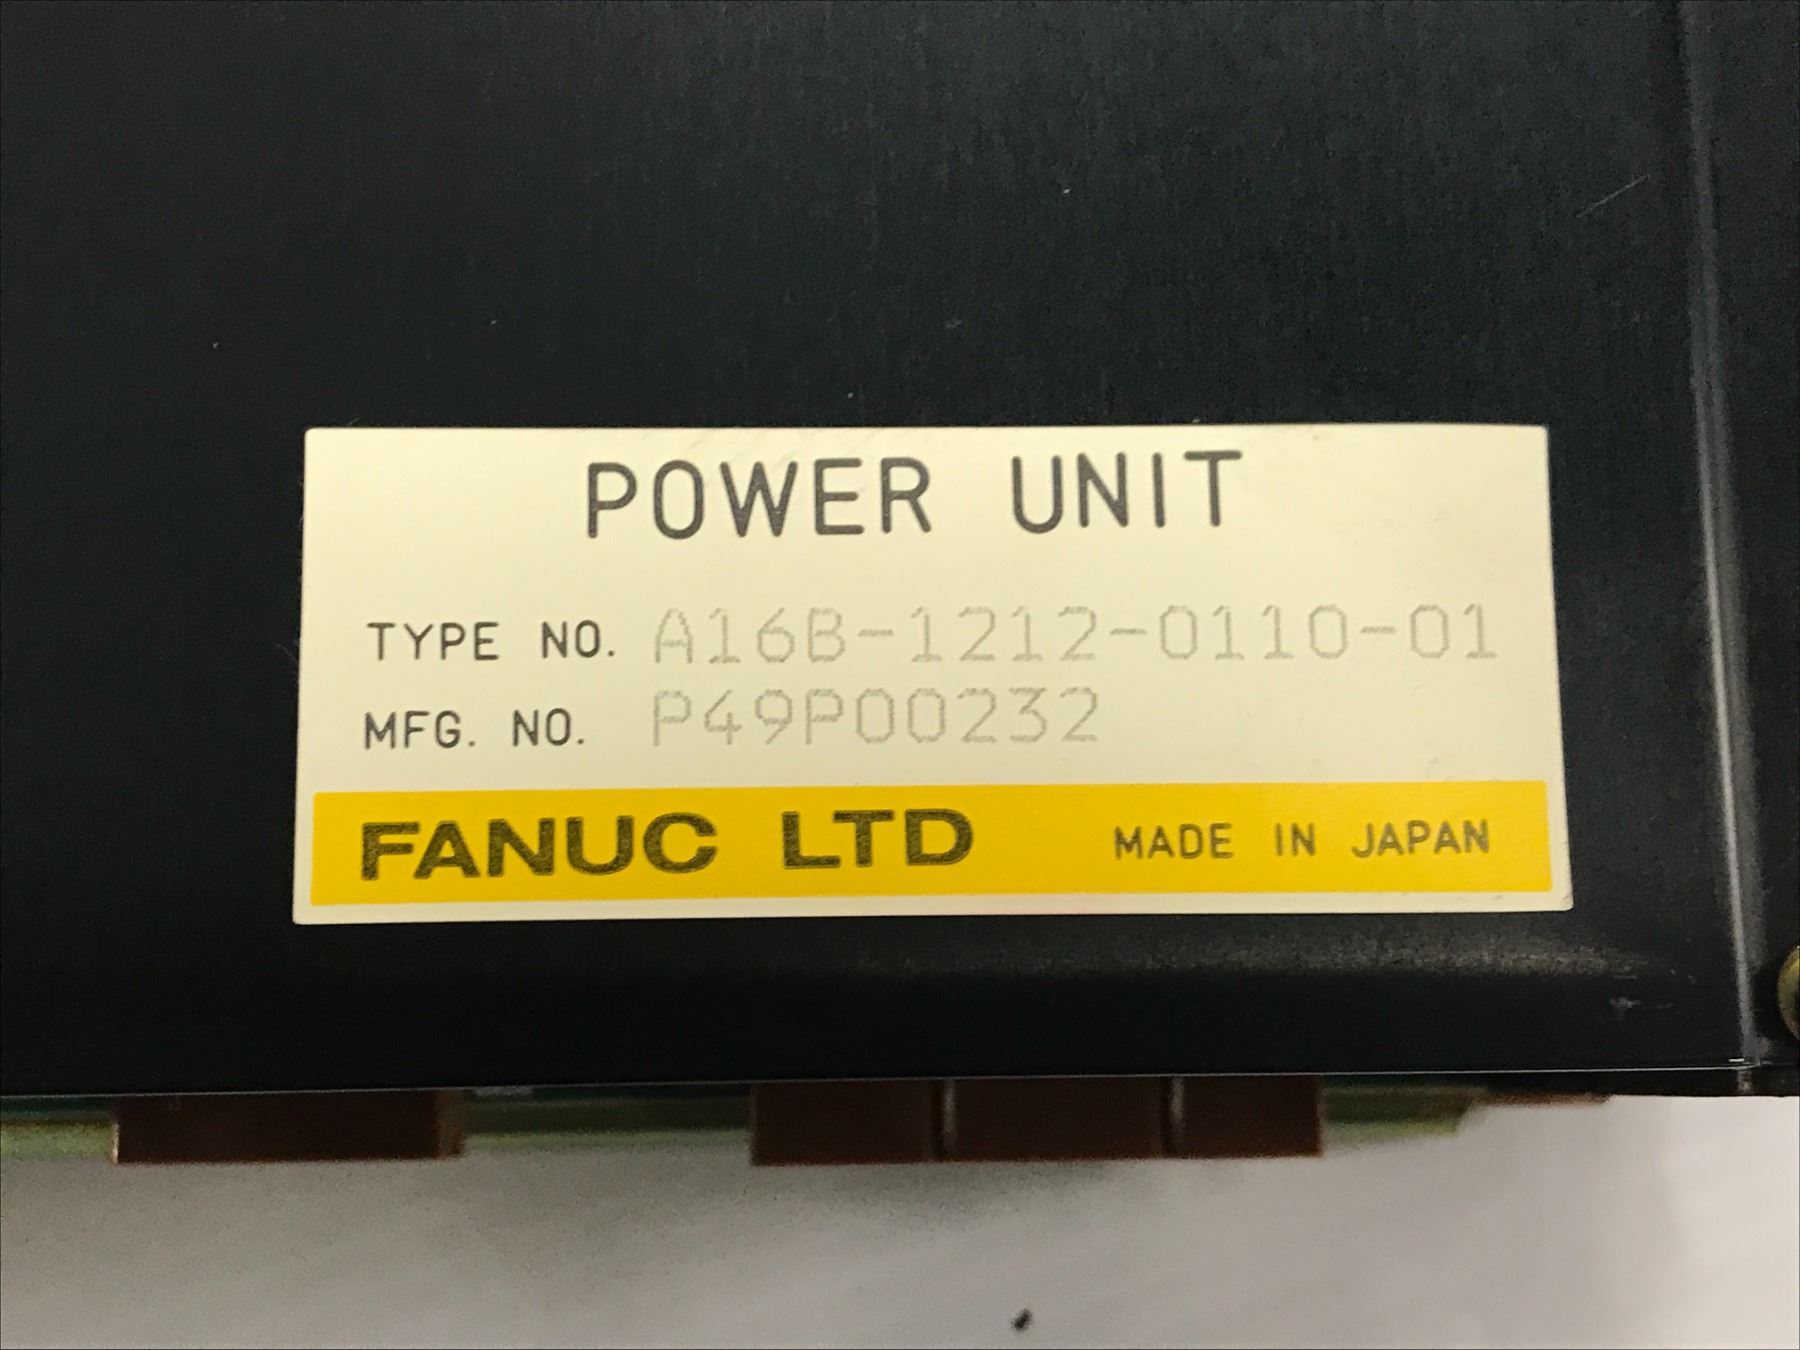 POWER UNIT
TYPE NO. A16B-1212-0110-01
MFG. NO. P49P00232
FANUC LTD MADE IN JAPAN